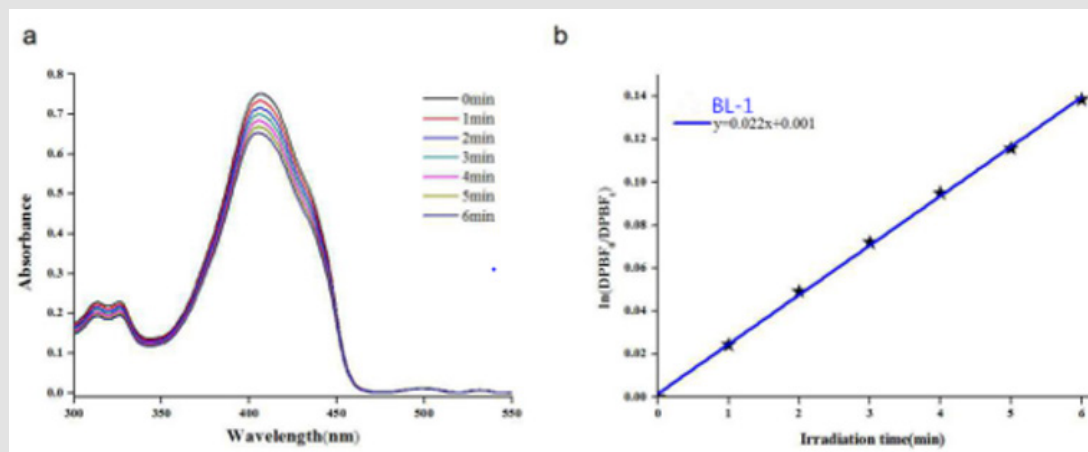 a
0.8
0.7
0.6
0.5
0.4
0.3
0.2
0.1
0.0
Absorbance
0min
1min
2min
3min
4min
5min
6min
300 350 400 450 500 550
Wavelength(nm)
b
0.14
0.12
0.10
0.08
0.06
0.04
0.02
0.00
ln(DPBF₀/DPBFₜ)
BL-1
y=0.022x+0.001
0 1 2 3 4 5 6
Irradiation time(min)